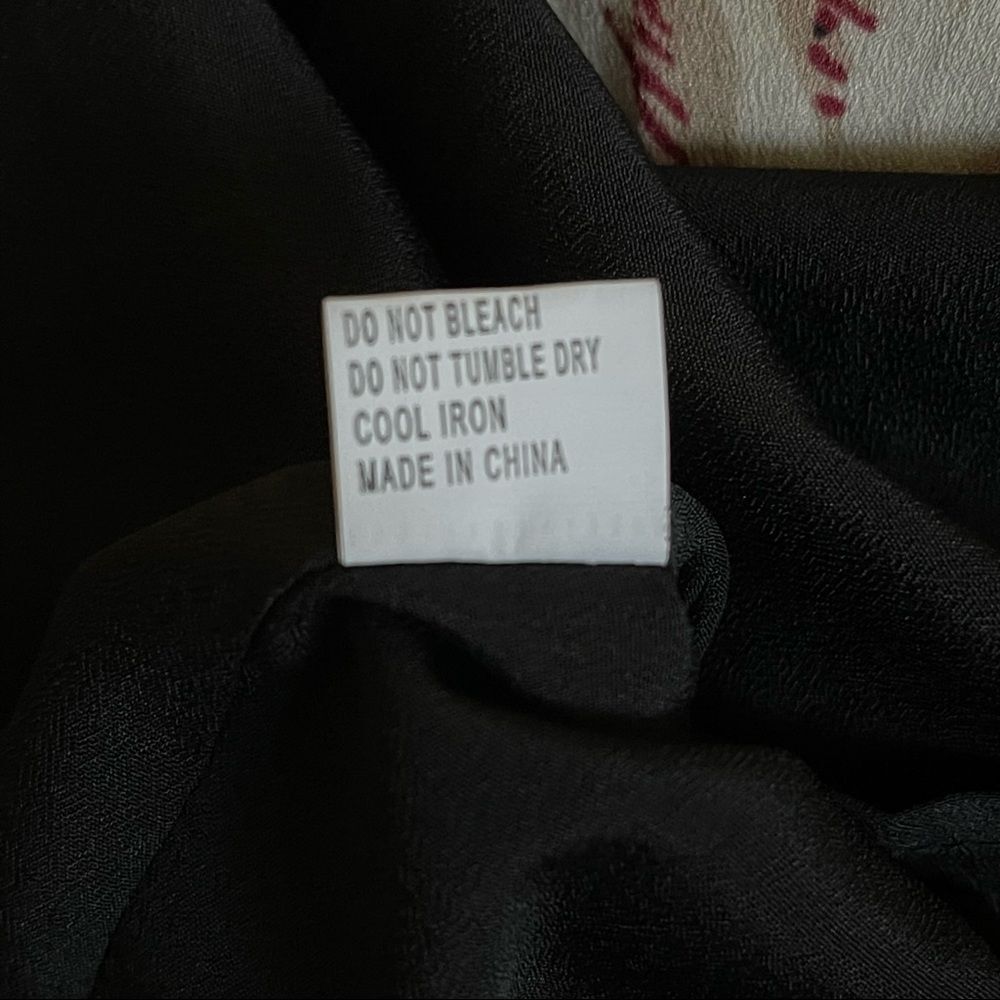 DO NOT BLEACH
DO NOT TUMBLE DRY
COOL IRON
MADE IN CHINA